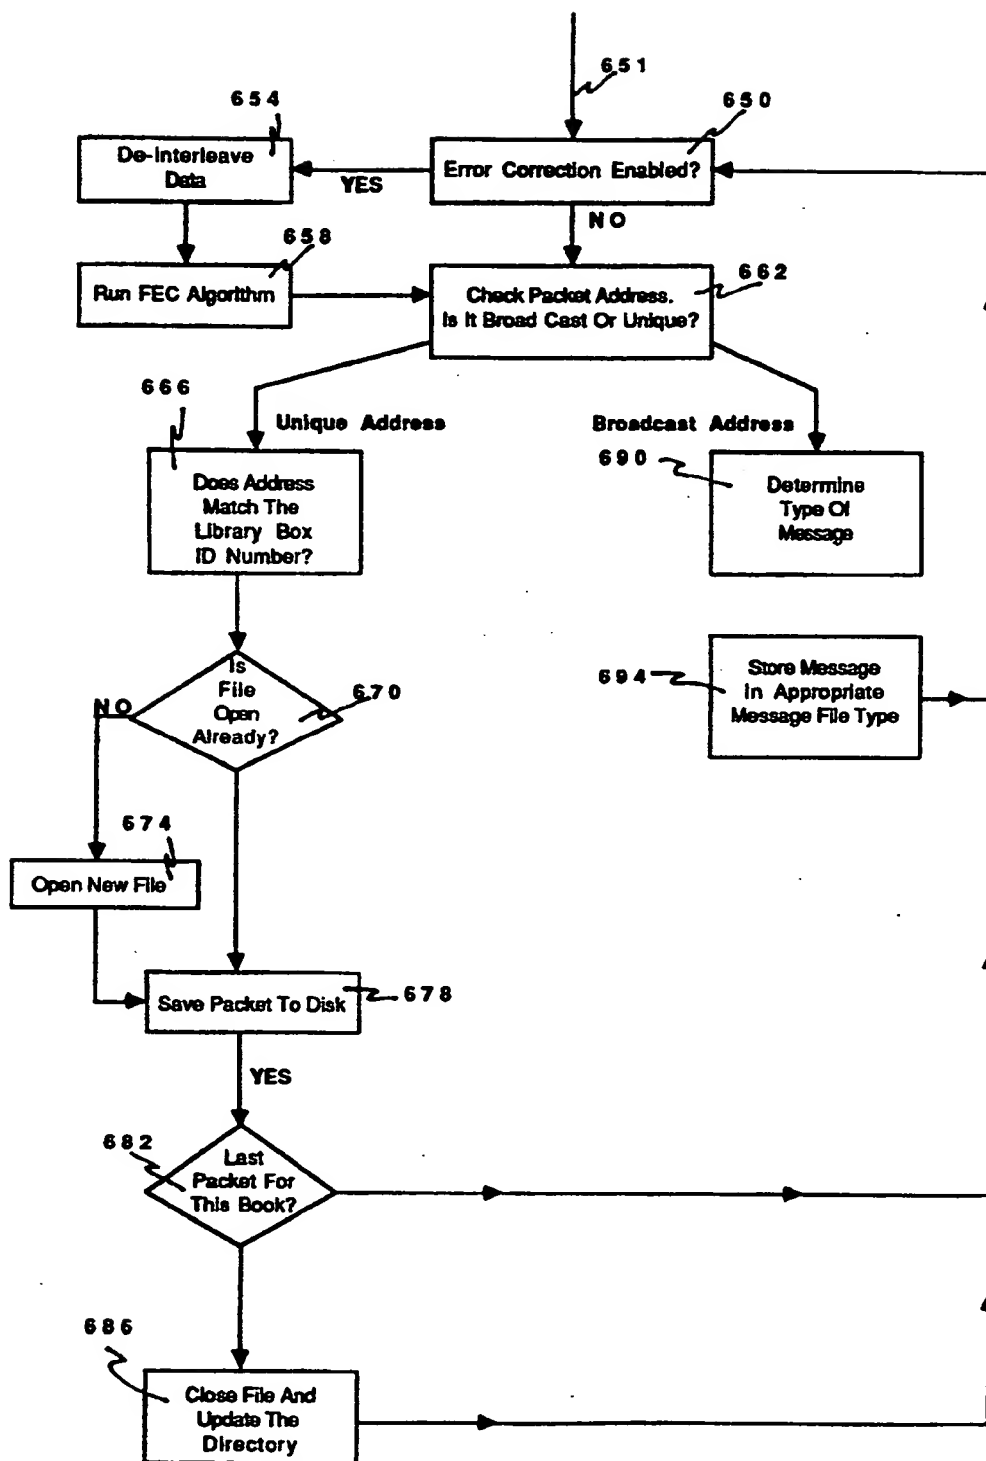 651
654
650
De-Interleave
Data
YES
Error Correction Enabled?
NO
658
Run FEC Algorithm
662
Check Packet Address.
Is It Broad Cast Or Unique?
666
Unique Address
Broadcast Address
690
Does Address
Match The
Library Box
ID Number?
Determine
Type Of
Message
Is
File
Open
Already?
670
NO
694
Store Message
In Appropriate
Message File Type
674
Open New File
Save Packet To Disk
678
YES
682
Last
Packet For
This Book?
686
Close File And
Update The
Directory